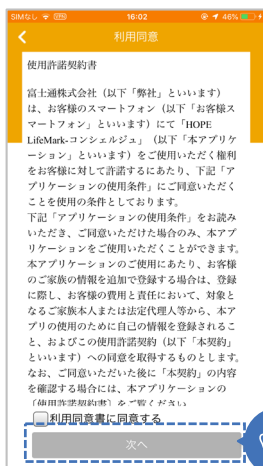 SIMなし VPN 16:02 46%
利用同意
使用許諾契約書
富士通株式会社（以下「弊社」といいます）
は、お客様のスマートフォン（以下「お客様ス
マートフォン」といいます）にて「HOPE
LifeMark-コンシェルジュ」（以下「本アプリケ
ーション」といいます）をご使用いただく権利
をお客様に対して許諾するにあたり、下記「ア
プリケーションの使用条件」にご同意いただく
ことを使用の条件としております。
下記「アプリケーションの使用条件」をお読み
いただき、ご同意いただけた場合のみ、本アプ
リケーションをご使用いただくことができます。
本アプリケーションのご使用にあたり、お客様
のご家族の情報を追加で登録する場合は、登録
に際し、お客様の費用と責任において、対象と
なるご家族本人または法定代理人等から、本ア
プリの使用のために自己の情報を登録されるこ
と、およびこの使用許諾契約（以下「本契約」
といいます）への同意を取得するものとします。
なお、ご同意いただいた後に「本契約」の内容
を確認する場合には、本アプリケーションの
「使用許諾契約書」をご覧ください
利用同意書に同意する
次へ